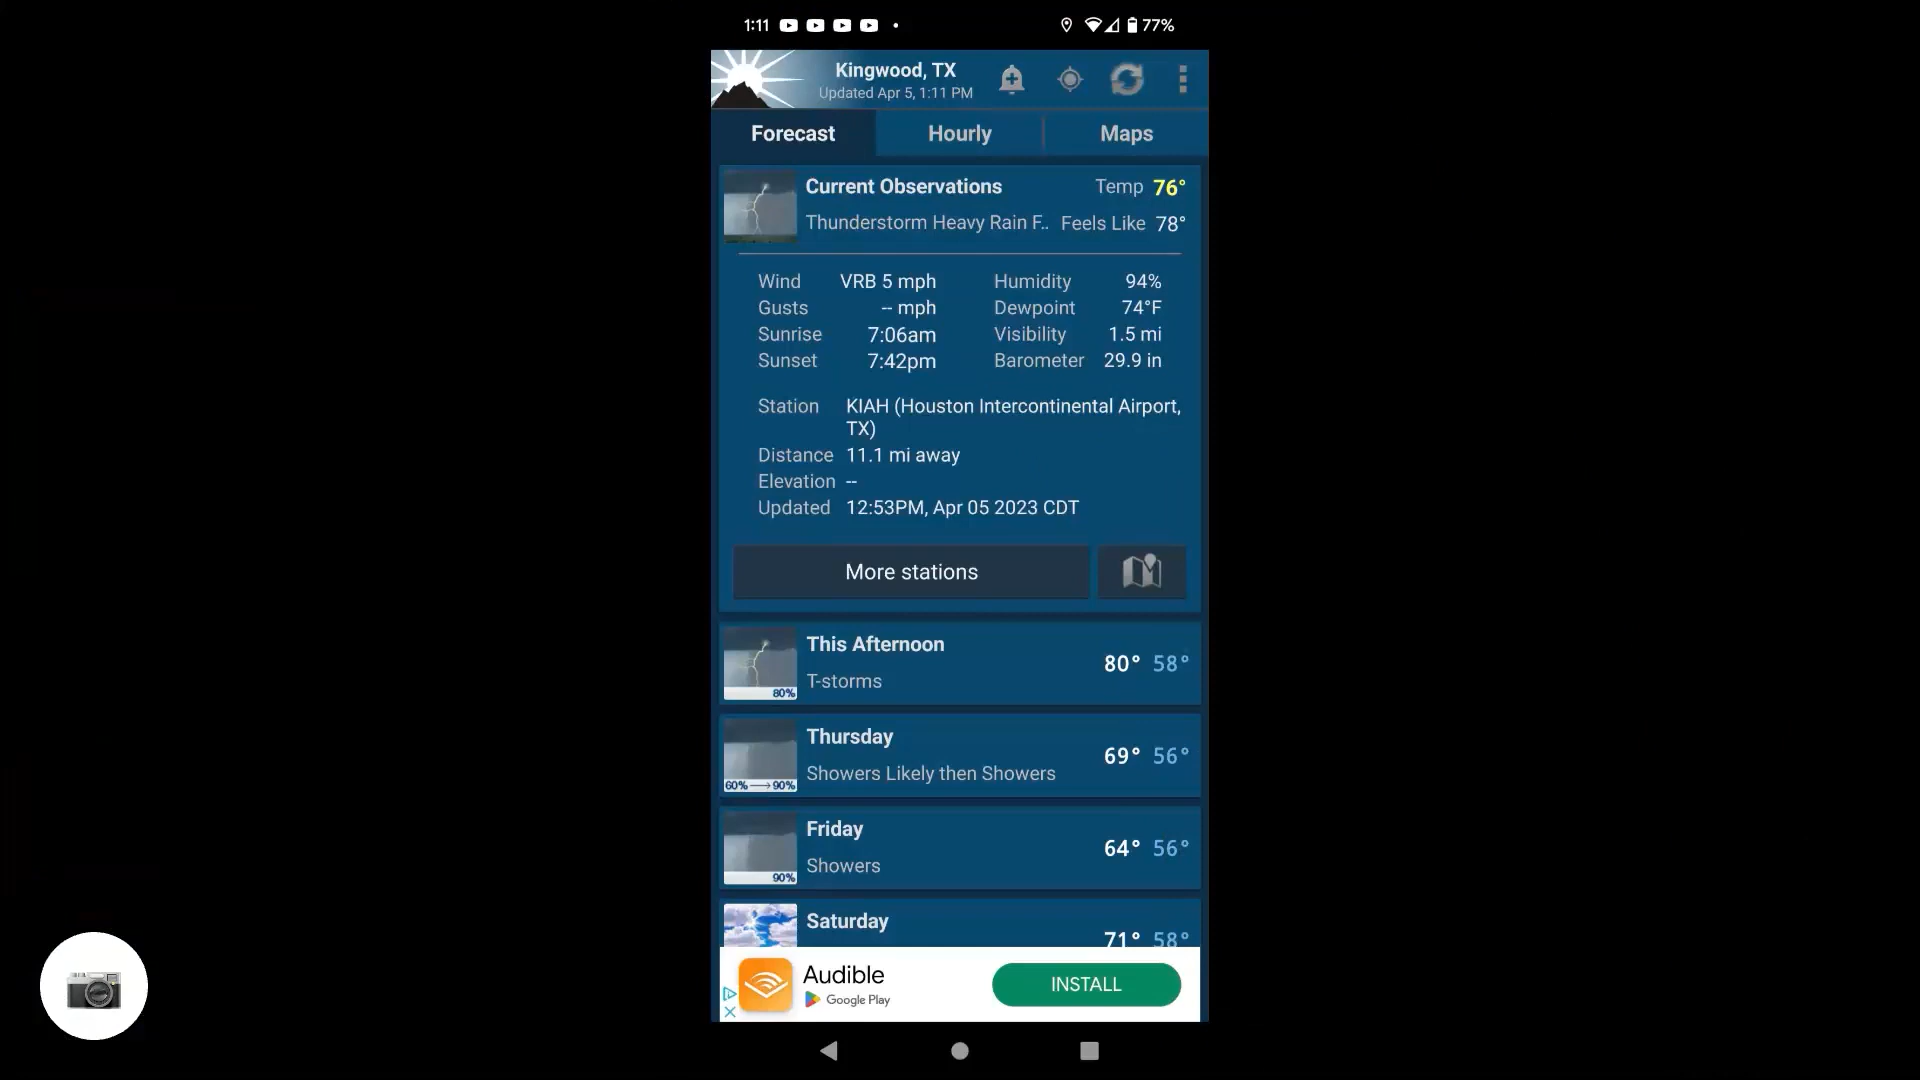 1:11 77%
Kingwood, TX
Updated Apr 5, 1:11 PM
Forecast Hourly Maps
Current Observations Temp 76°
Thunderstorm Heavy Rain F.. Feels Like 78°
Wind VRB 5 mph Humidity 94%
Gusts -- mph Dewpoint 74°F
Sunrise 7:06am Visibility 1.5 mi
Sunset 7:42pm Barometer 29.9 in
Station KIAH (Houston Intercontinental Airport,
TX)
Distance 11.1 mi away
Elevation --
Updated 12:53PM, Apr 05 2023 CDT
More stations
This Afternoon
80° 58°
T-storms
80%
Thursday
69° 56°
Showers Likely then Showers
60% → 90%
Friday
64° 56°
Showers
90%
Saturday
71° 58°
Audible
Google Play
INSTALL